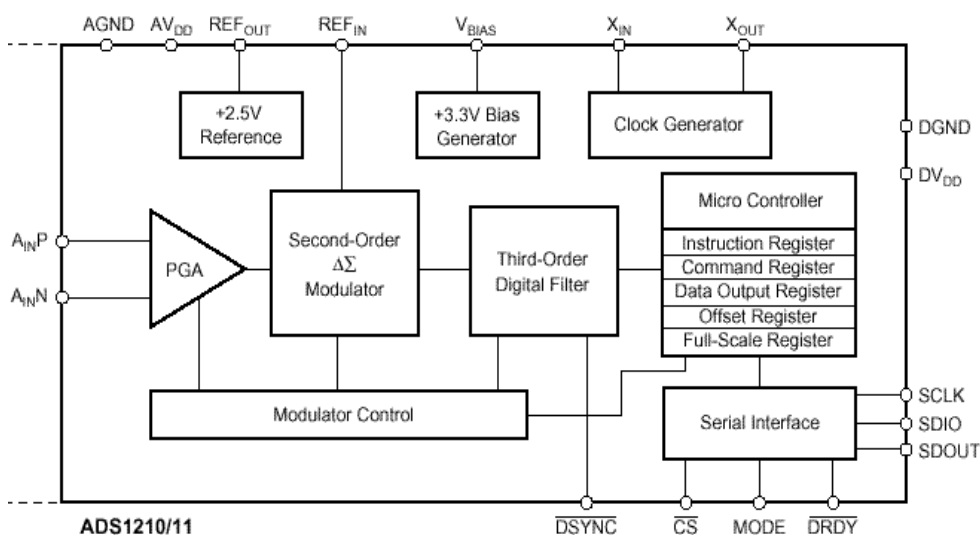 AGND AVDD REFOUT REFIN VBIAS XIN XOUT
+2.5V
Reference
+3.3V Bias
Generator
Clock Generator
DGND
DVDD
Micro Controller
Instruction Register
Command Register
Data Output Register
Offset Register
Full-Scale Register
AINP
AINN
PGA
Second-Order
ΔΣ
Modulator
Third-Order
Digital Filter
Modulator Control
Serial Interface
SCLK
SDIO
SDOUT
ADS1210/11
DSYNC CS MODE DRDY